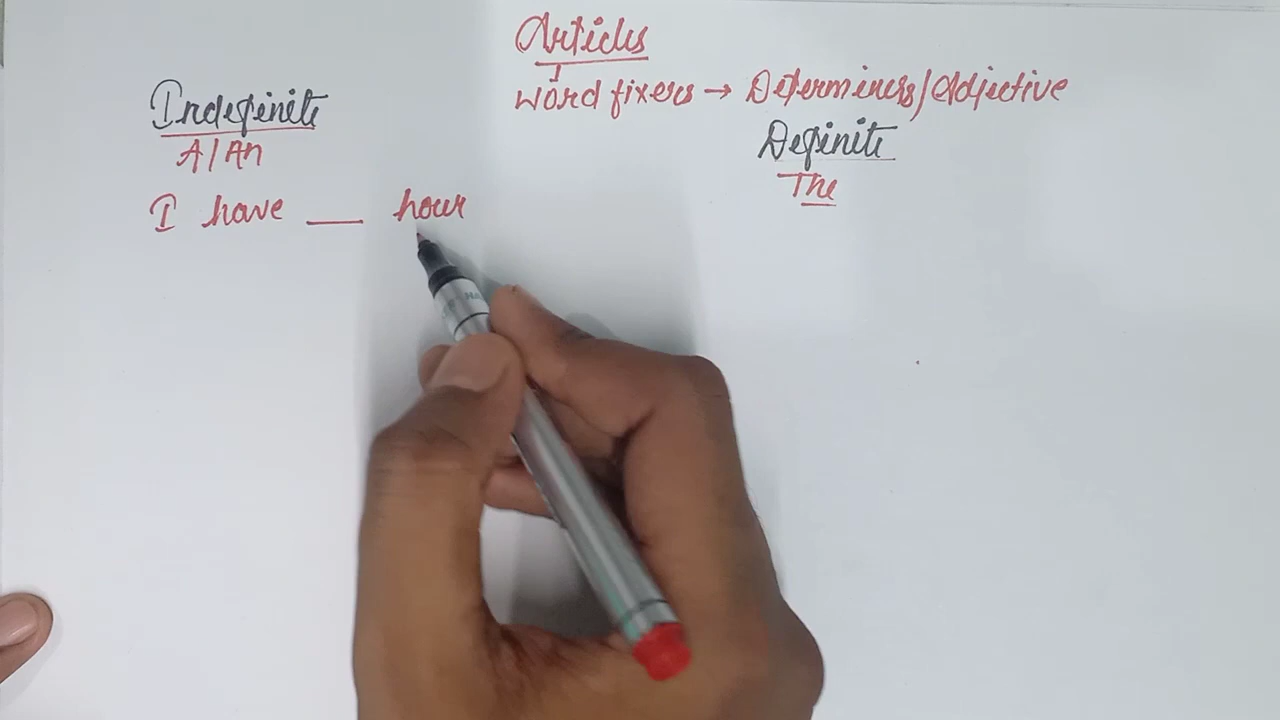 Articles
Word fixers → Determiners/Adjective
Indefinite
A/An
Definite
The
I have ___ hour